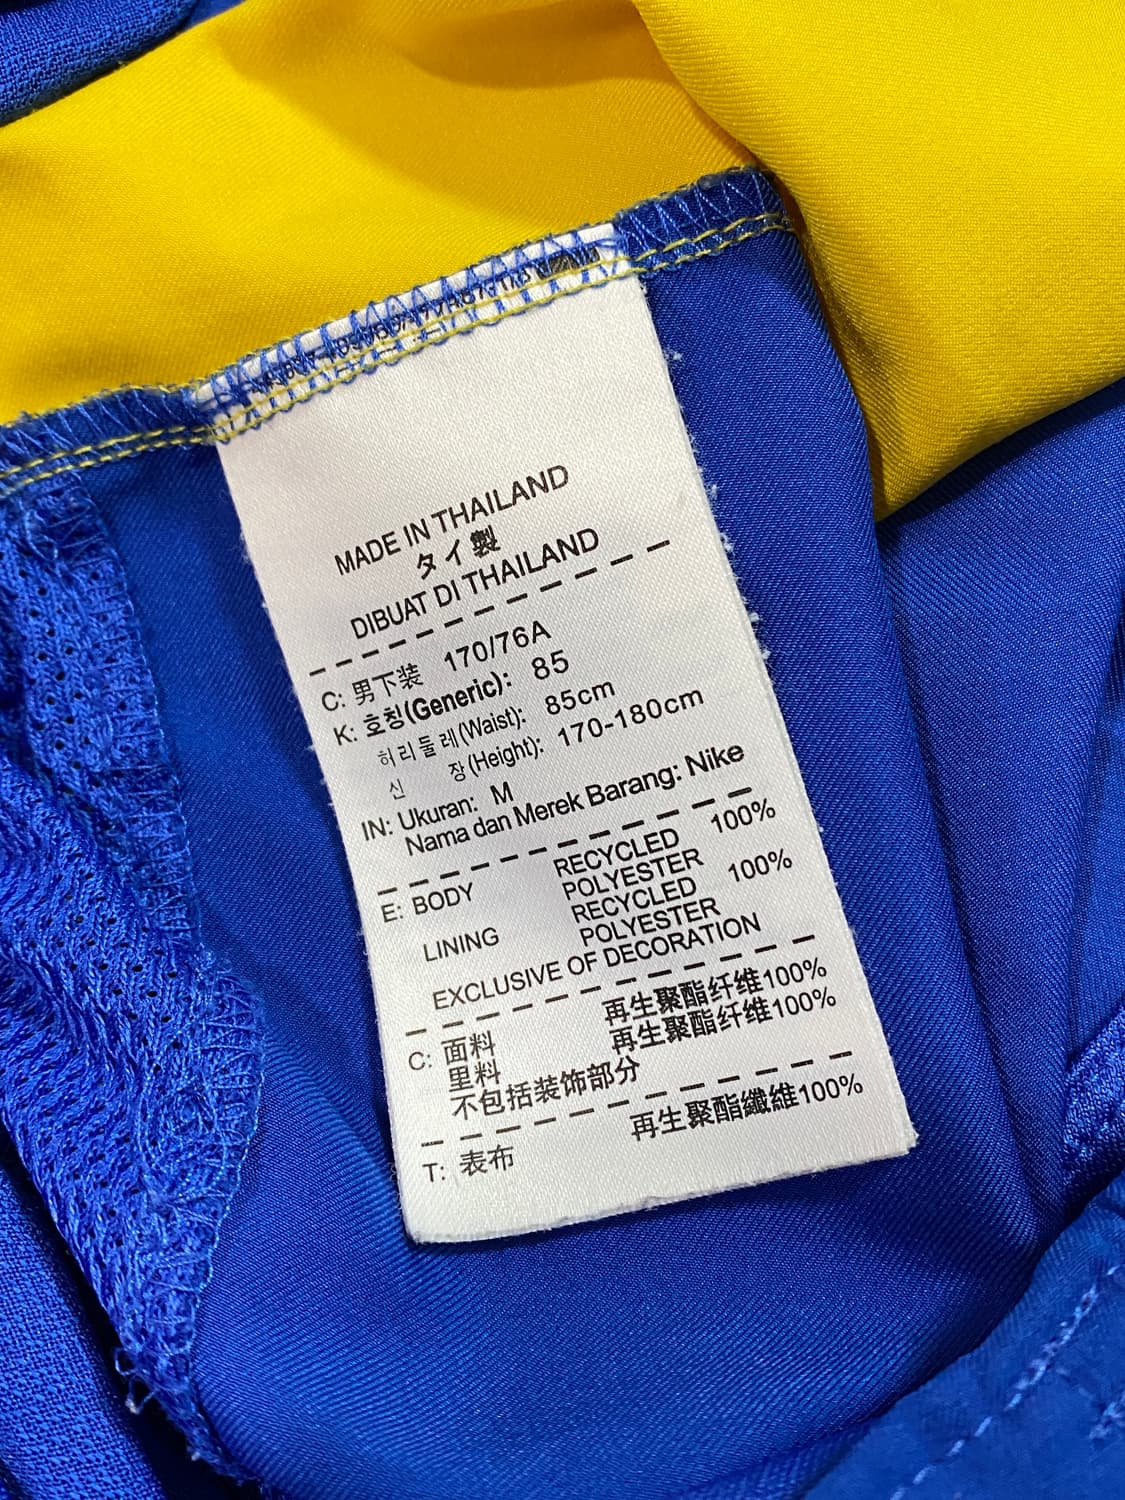 MADE IN THAILAND
タイ製
DIBUAT DI THAILAND
C: 男下装 170/76A
K: 호칭(Generic): 85
허리둘레(Waist): 85cm
신 장(Height): 170-180cm
IN: Ukuran: M
Nama dan Merek Barang: Nike
E: BODY RECYCLED 100%
POLYESTER
LINING RECYCLED 100%
POLYESTER
EXCLUSIVE OF DECORATION
C: 面料 再生聚酯纤维100%
里料 再生聚酯纤维100%
不包括装饰部分
T: 表布 再生聚酯纖維100%